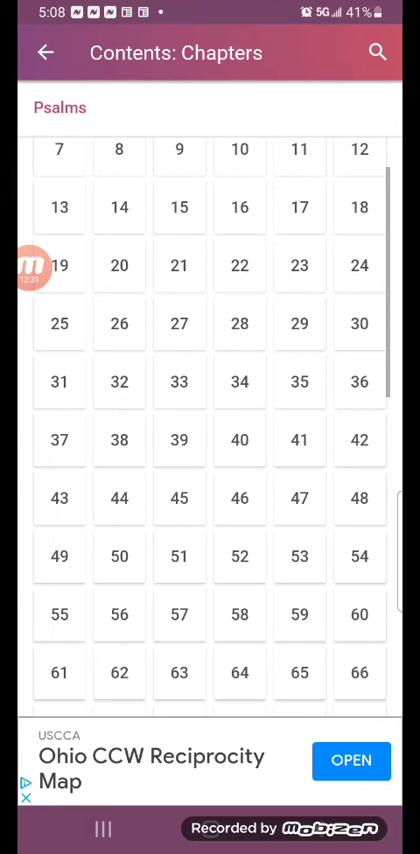 5:08 5G 41%
Contents: Chapters
Psalms
7 8 9 10 11 12
13 14 15 16 17 18
19 20 21 22 23 24
12:31
25 26 27 28 29 30
31 32 33 34 35 36
37 38 39 40 41 42
43 44 45 46 47 48
49 50 51 52 53 54
55 56 57 58 59 60
61 62 63 64 65 66
USCCA
Ohio CCW Reciprocity
Map
OPEN
Recorded by mobizen